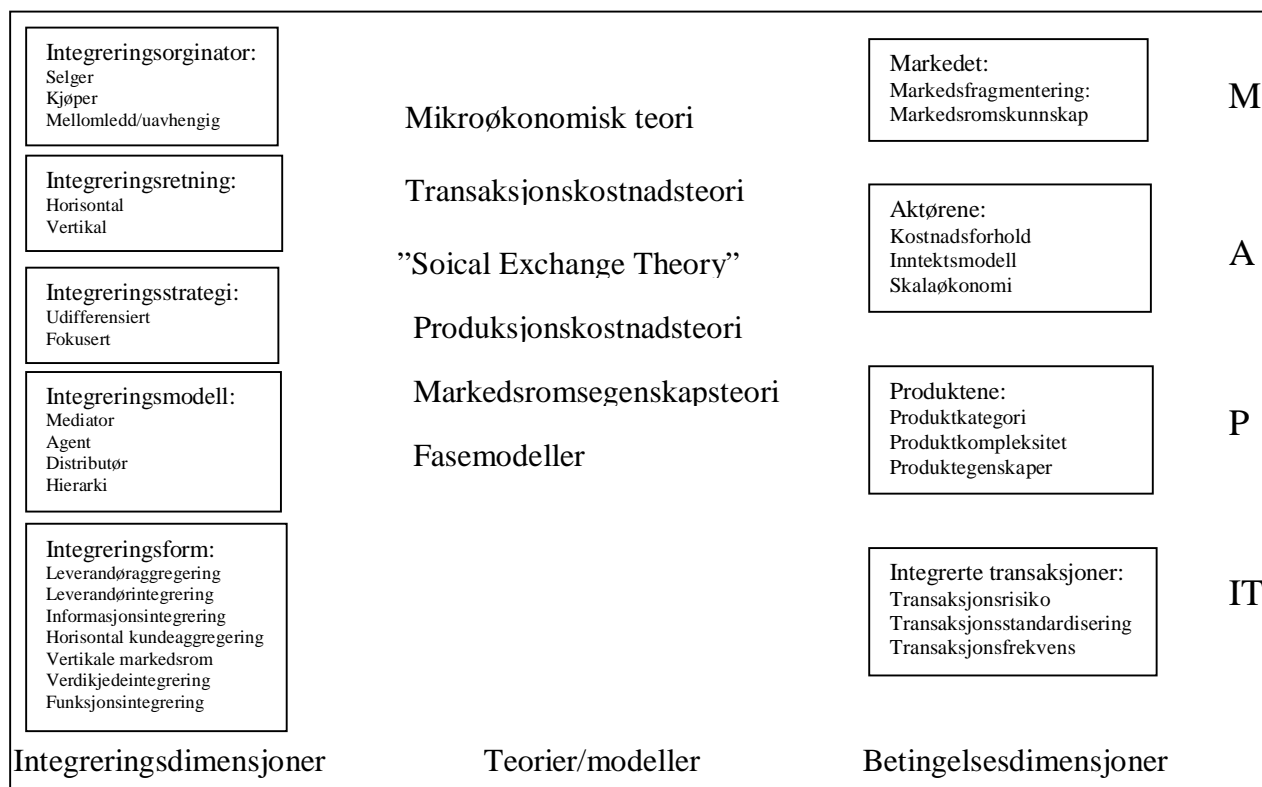 Integreringsorginator:
Selger
Kjøper
Mellomledd/uavhengig
Integreringsretning:
Horisontal
Vertikal
Integreringsstrategi:
Udifferensiert
Fokusert
Integreringsmodell:
Mediator
Agent
Distributør
Hierarki
Integreringsform:
Leverandøraggregering
Leverandørintegrering
Informasjonsintegrering
Horisontal kundeaggregering
Vertikale markedsrom
Verdikjedeintegrering
Funksjonsintegrering
Integreringsdimensjoner
Mikroøkonomisk teori
Transaksjonskostnadsteori
”Soical Exchange Theory”
Produksjonskostnadsteori
Markedsromsegenskapsteori
Fasemodeller
Teorier/modeller
Markedet:
Markedsfragmentering:
Markedsromskunnskap
M
Aktørene:
Kostnadsforhold
Inntektsmodell
Skalaøkonomi
A
Produktene:
Produktkategori
Produktkompleksitet
Produktegenskaper
P
Integrerte transaksjoner:
Transaksjonsrisiko
Transaksjonsstandardisering
Transaksjonsfrekvens
IT
Betingelsesdimensjoner